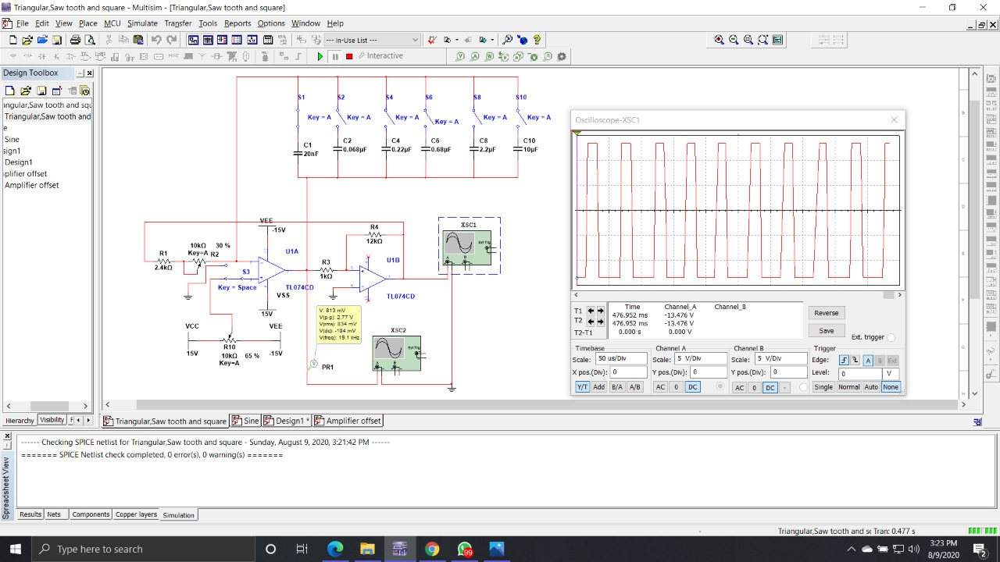 Triangular,Saw tooth and square - Multisim - [Triangular,Saw tooth and square]
File Edit View Place MCU Simulate Transfer Tools Reports Options Window Help
--- In-Use List ---
Interactive
Design Toolbox
angular,Saw tooth and squ
Triangular,Saw tooth and
e
Sine
sign1
Design1
plifier offset
Amplifier offset
Hierarchy Visibility
S1 S2 S4 S6 S8 S10
Key = A Key = A Key = A Key = A Key = A Key = A
C1 20nF
C2 0.068µF
C4 0.22µF
C6 0.68µF
C8 2.2µF
C10 10µF
VEE
-15V
R4
12kΩ
XSC1
Ext Trig
A B
10kΩ 30 %
Key=A R2
R1
2.4kΩ
U1A
R3
1kΩ
U1B
S3
Key = Space
TL074CD
TL074CD
VSS
15V
VCC
15V
VEE
-15V
R10
10kΩ 65 %
Key=A
V: 813 mV
V(p-p): 2.77 V
V(rms): 834 mV
V(dc): -104 mV
V(freq): 19.1 kHz
PR1
XSC2
Ext Trig
A B
Oscilloscope-XSC1
T1
T2
T2-T1
Time Channel_A Channel_B
476.952 ms -13.476 V
476.952 ms -13.476 V
0.000 s 0.000 V
Reverse
Save
Ext. trigger
Timebase
Scale: 50 us/Div
X pos.(Div): 0
Y/T Add B/A A/B
Channel A
Scale: 5 V/Div
Y pos.(Div): 0
AC 0 DC
Channel B
Scale: 5 V/Div
Y pos.(Div): 0
AC 0 DC -
Trigger
Edge: A B Ext
Level: 0 V
Single Normal Auto None
Triangular,Saw tooth and square Sine Design1 * Amplifier offset
Spreadsheet View
------ Checking SPICE netlist for Triangular,Saw tooth and square - Sunday, August 9, 2020, 3:21:42 PM ------
======= SPICE Netlist check completed, 0 error(s), 0 warning(s) =======
Results Nets Components Copper layers Simulation
- Triangular,Saw tooth and sc Tran: 0.477 s
Type here to search
99
3:23 PM
8/9/2020
2